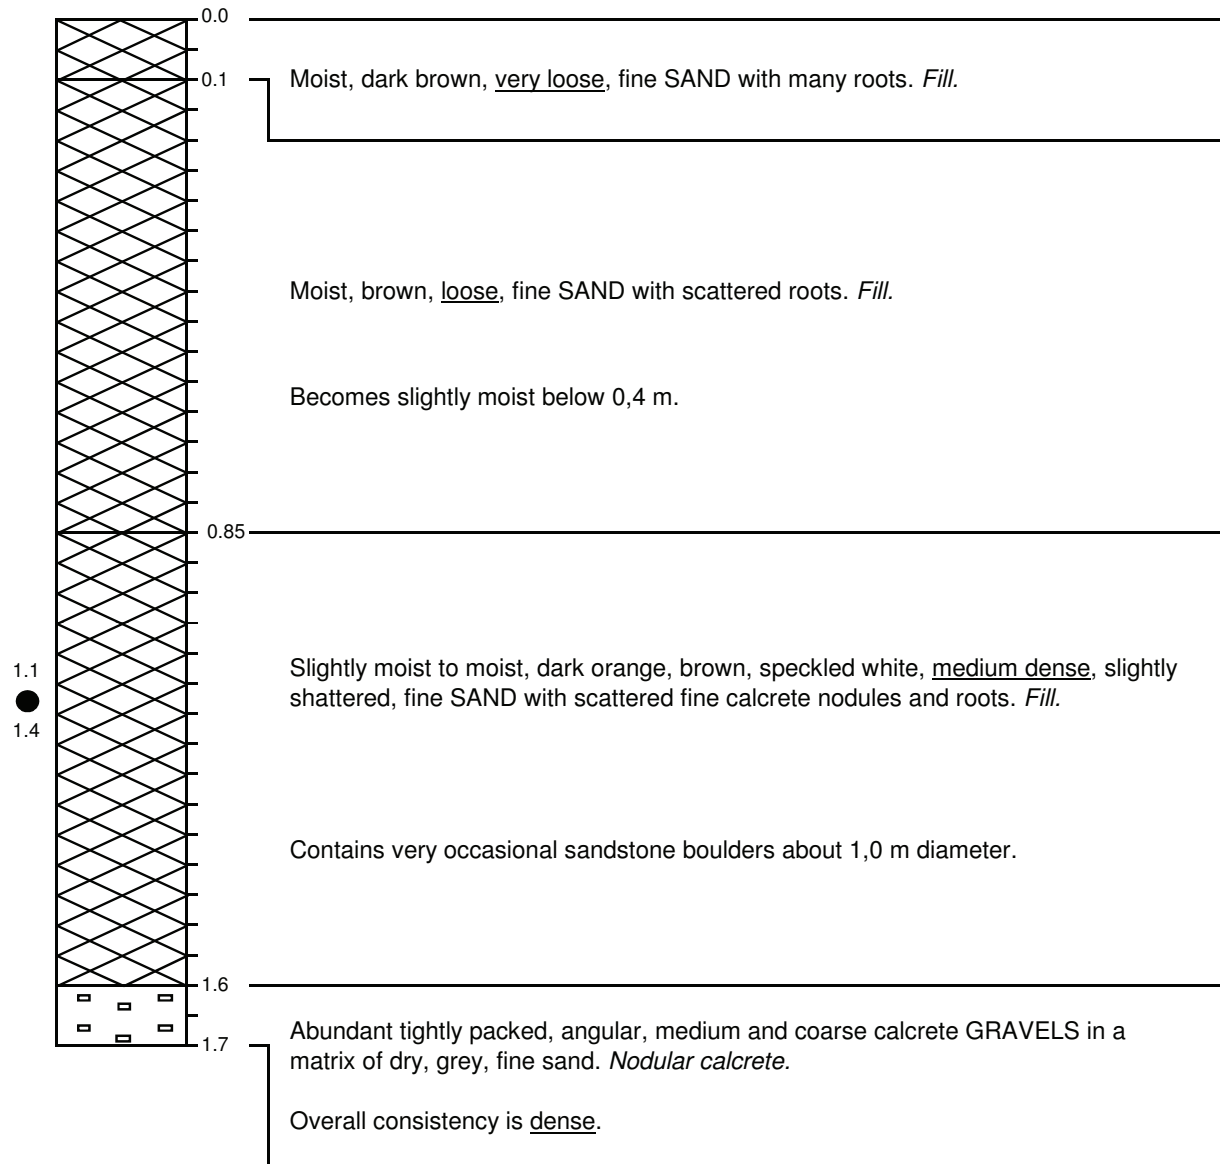 0.0
0.1
Moist, dark brown, very loose, fine SAND with many roots. Fill.
Moist, brown, loose, fine SAND with scattered roots. Fill.
Becomes slightly moist below 0,4 m.
0.85
1.1
1.4
Slightly moist to moist, dark orange, brown, speckled white, medium dense, slightly
shattered, fine SAND with scattered fine calcrete nodules and roots. Fill.
Contains very occasional sandstone boulders about 1,0 m diameter.
1.6
1.7
Abundant tightly packed, angular, medium and coarse calcrete GRAVELS in a
matrix of dry, grey, fine sand. Nodular calcrete.
Overall consistency is dense.